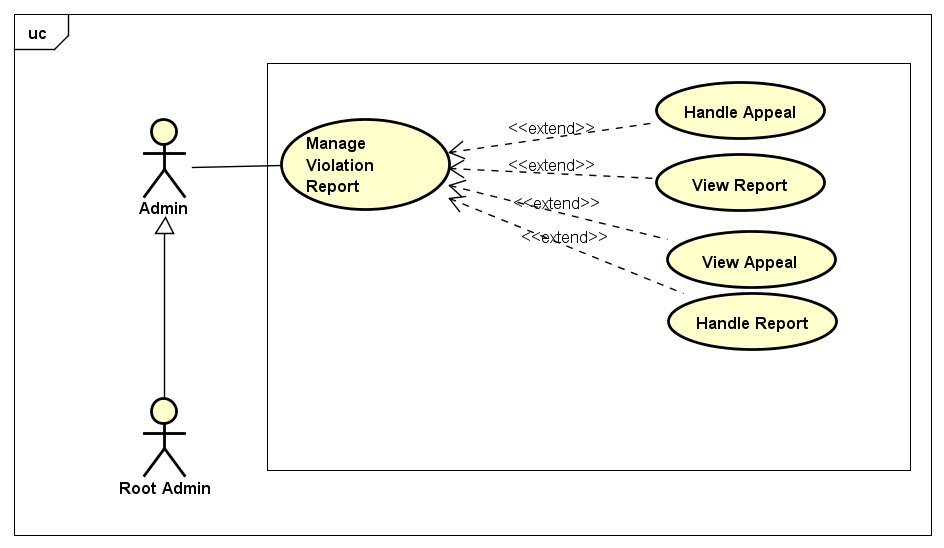 uc
Manage
Violation
Report
<<extend>>
Handle Appeal
<<extend>>
View Report
<<extend>>
View Appeal
<<extend>>
Handle Report
Admin
Root Admin